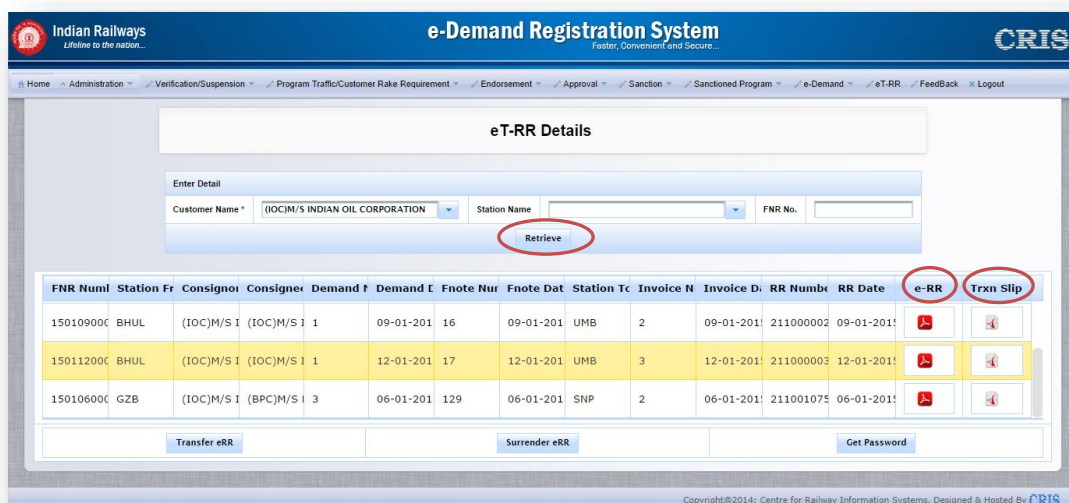 Indian Railways
Lifeline to the nation...
e-Demand Registration System
Faster, Convenient and Secure...
CRIS
Home Administration Verification/Suspension Program Traffic/Customer Rake Requirement Endorsement Approval Sanction Sanctioned Program e-Demand eT-RR FeedBack Logout
eT-RR Details
Enter Detail
Customer Name * (IOC)M/S INDIAN OIL CORPORATION Station Name FNR No.
Retrieve
FNR Numl Station Fr Consignor Consignee Demand N Demand D Fnote Nur Fnote Dat Station To Invoice N Invoice Da RR Numbe RR Date e-RR Trxn Slip
15010900 BHUL (IOC)M/S I (IOC)M/S I 1 09-01-201 16 09-01-201 UMB 2 09-01-201 211000002 09-01-201
15011200 BHUL (IOC)M/S I (IOC)M/S I 1 12-01-201 17 12-01-201 UMB 3 12-01-201 211000003 12-01-201
15010600 GZB (IOC)M/S I (BPC)M/S 3 06-01-201 129 06-01-201 SNP 2 06-01-201 211001075 06-01-201
Transfer eRR Surrender eRR Get Password
Copyright©2014: Centre for Railway Information Systems, Designed & Hosted By CRIS